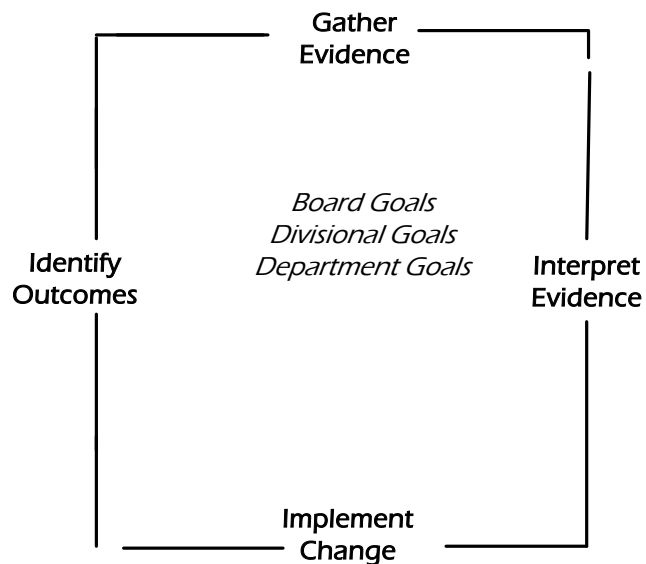 Gather
Evidence
Board Goals
Divisional Goals
Department Goals
Identify
Outcomes
Interpret
Evidence
Implement
Change